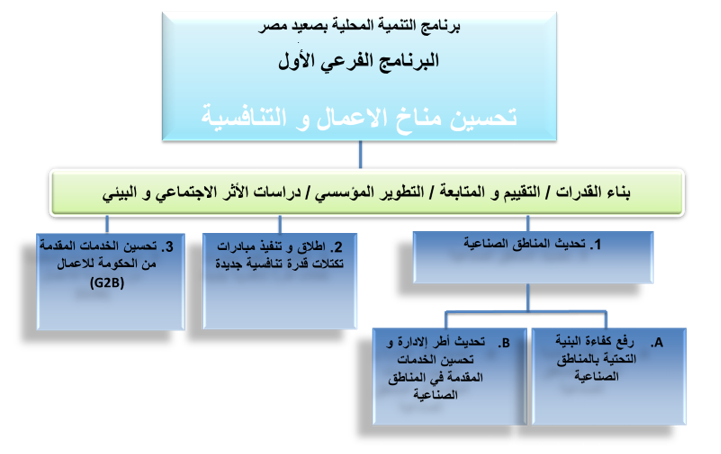 برنامج التنمية المحلية بصعيد مصر
البرنامج الفرعي الأول
تحسين مناخ الاعمال و التنافسية
بناء القدرات / التقييم و المتابعة / التطوير المؤسسي / دراسات الأثر الاجتماعي و البيئي
1. تحديث المناطق الصناعية
2. اطلاق و تنفيذ مبادرات
تكتلات قدرة تنافسية جديدة
3. تحسين الخدمات المقدمة
من الحكومة للاعمال
(G2B)
A. رفع كفاءة البنية
التحتية بالمناطق
الصناعية
B. تحديث أطر إلادارة و
تحسين الخدمات
المقدمة في المناطق
الصناعية